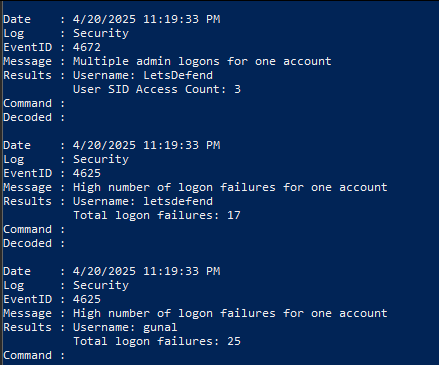 Date    : 4/20/2025 11:19:33 PM
Log     : Security
EventID : 4672
Message : Multiple admin logons for one account
Results : Username: LetsDefend
          User SID Access Count: 3
Command :
Decoded :
Date    : 4/20/2025 11:19:33 PM
Log     : Security
EventID : 4625
Message : High number of logon failures for one account
Results : Username: letsdefend
          Total logon failures: 17
Command :
Decoded :
Date    : 4/20/2025 11:19:33 PM
Log     : Security
EventID : 4625
Message : High number of logon failures for one account
Results : Username: gunal
          Total logon failures: 25
Command :